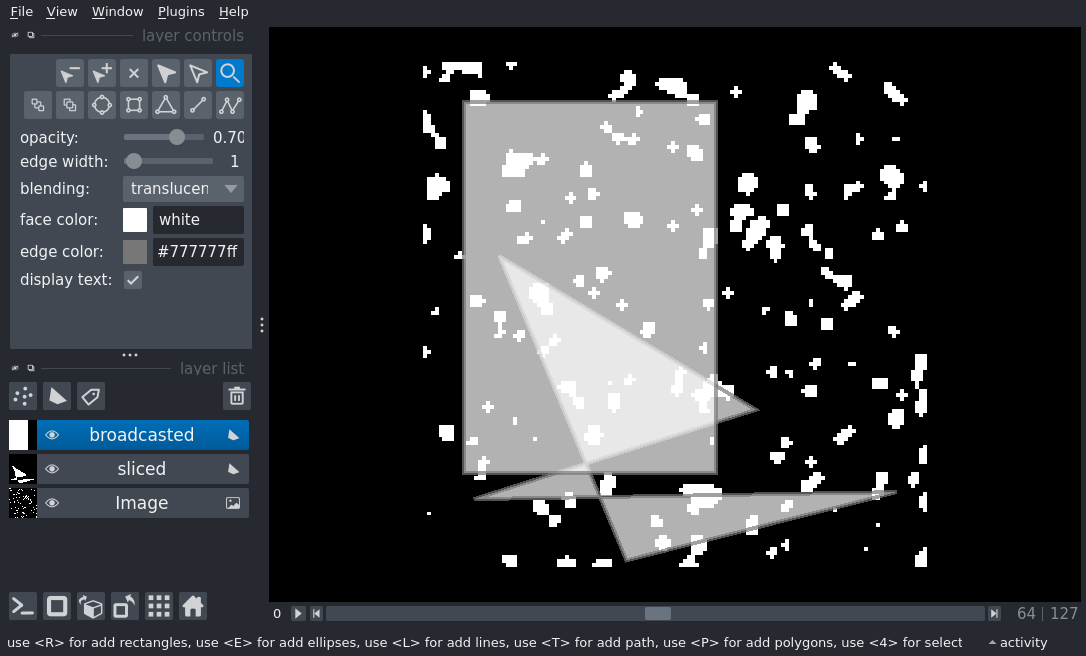 File View Window Plugins Help
layer controls
opacity: 0.70
edge width: 1
blending: translucen
face color: white
edge color: #777777ff
display text:
layer list
broadcasted
sliced
Image
0 64 | 127
use <R> for add rectangles, use <E> for add ellipses, use <L> for add lines, use <T> for add path, use <P> for add polygons, use <4> for select activity